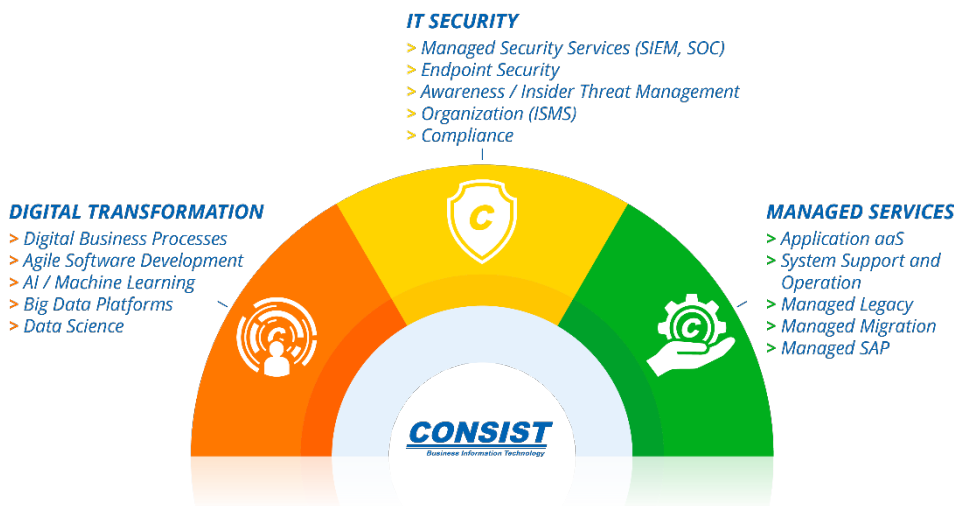 IT SECURITY
> Managed Security Services (SIEM, SOC)
> Endpoint Security
> Awareness / Insider Threat Management
> Organization (ISMS)
> Compliance
C
DIGITAL TRANSFORMATION
> Digital Business Processes
> Agile Software Development
> AI / Machine Learning
> Big Data Platforms
> Data Science
MANAGED SERVICES
> Application aaS
> System Support and
Operation
> Managed Legacy
> Managed Migration
> Managed SAP
C
CONSIST
Business Information Technology